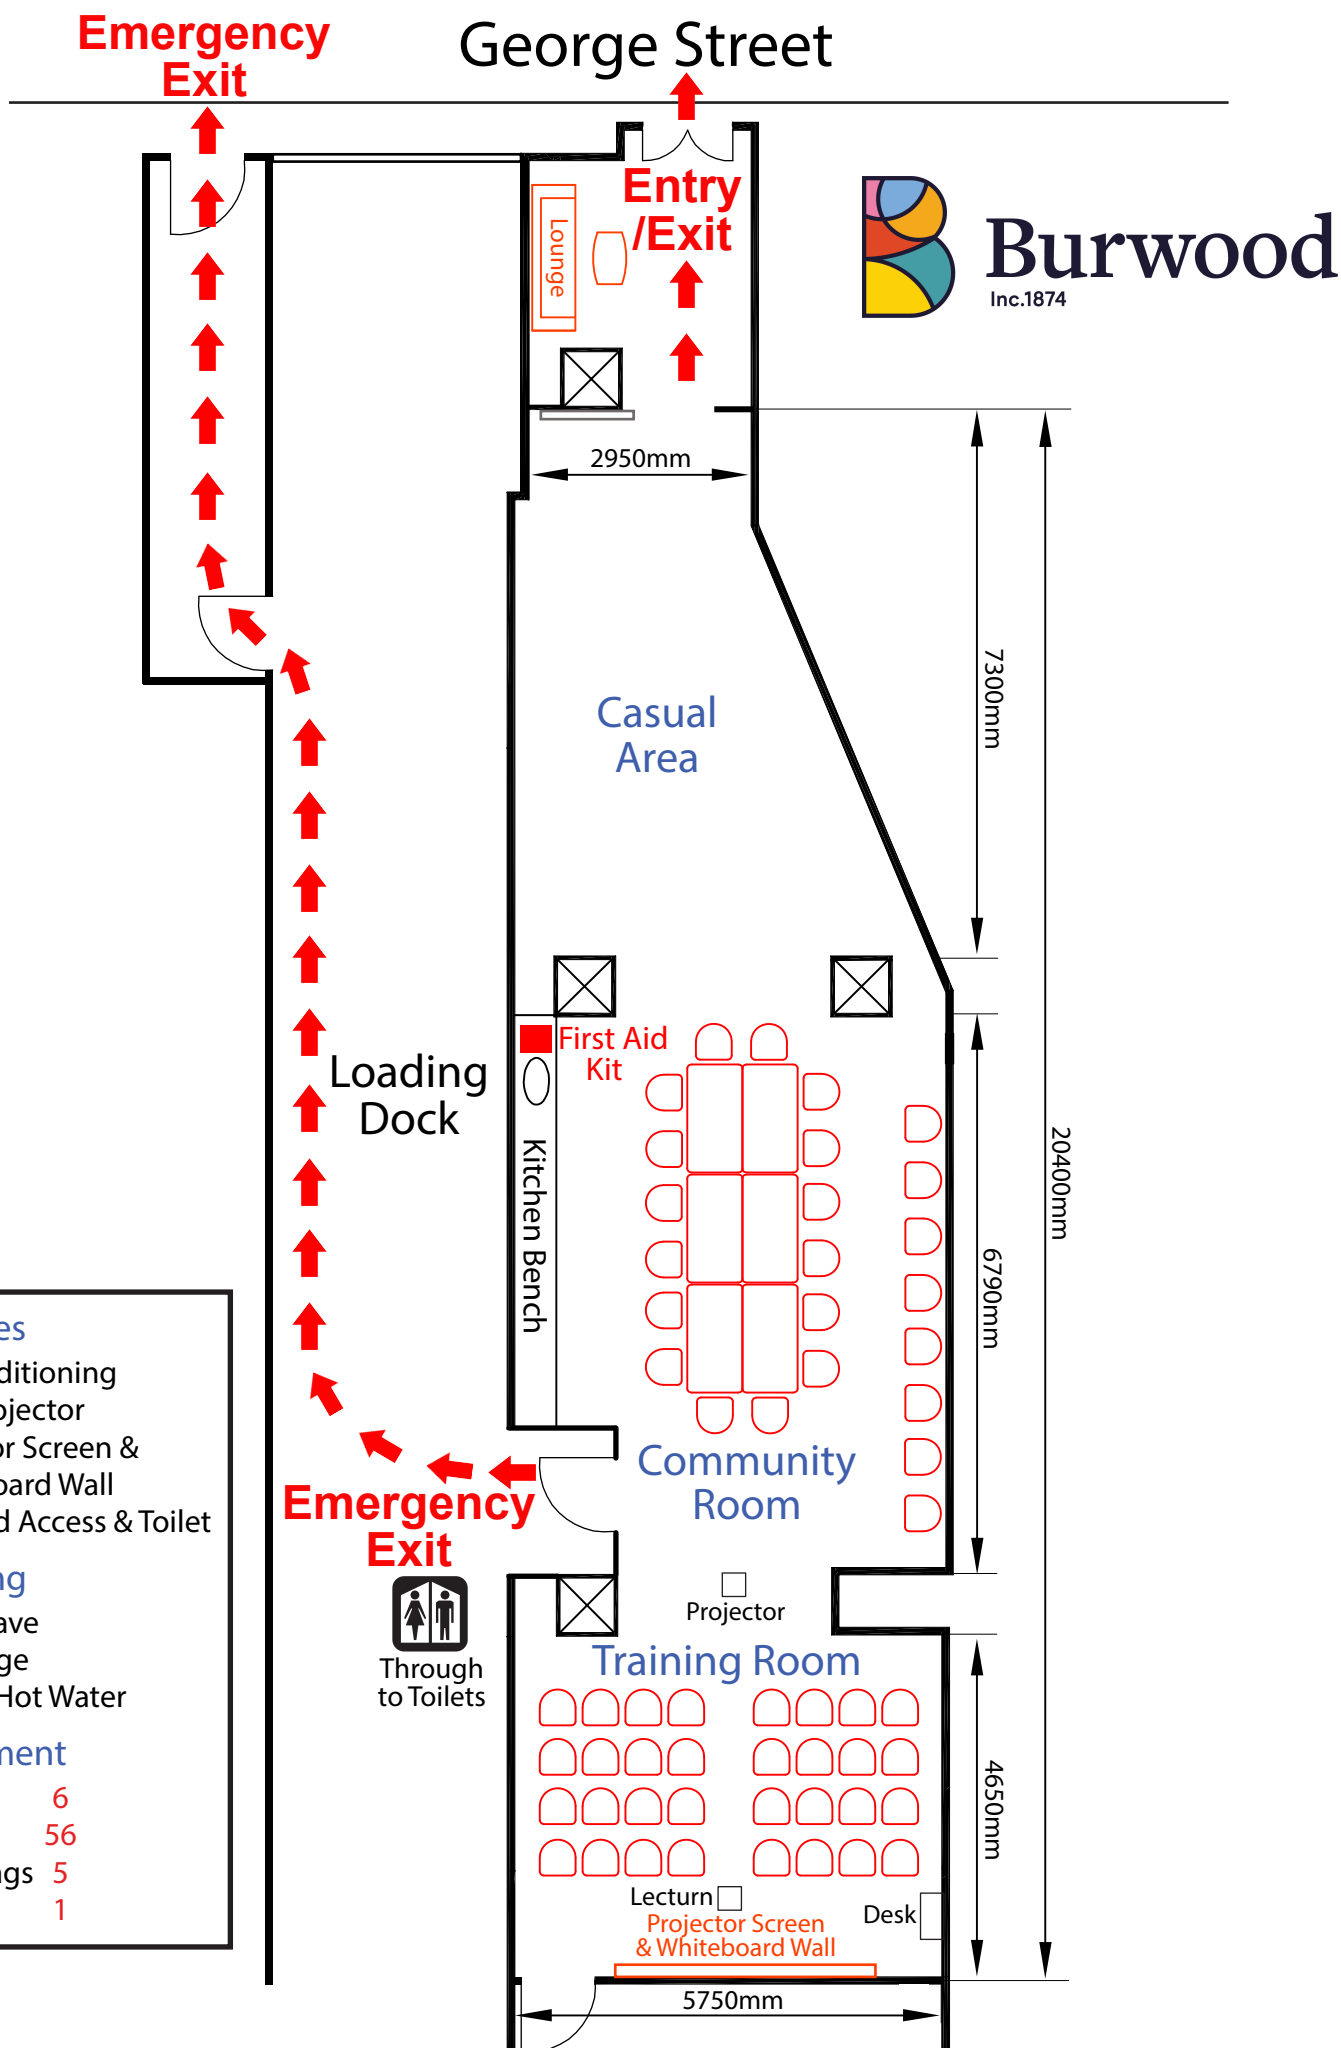 Emergency
Exit
George Street
Entry
/Exit
Lounge
Burwood
Inc.1874
2950mm
7300mm
Casual
Area
20400mm
First Aid
Kit
Loading
Dock
Kitchen Bench
6790mm
Community
Room
Emergency
Exit
Through
to Toilets
Projector
Training Room
4650mm
Lecturn
Desk
Projector Screen
& Whiteboard Wall
5750mm
es
ditioning
ojector
or Screen &
oard Wall
d Access & Toilet
ng
ave
ge
Hot Water
ment
6
56
ngs 5
1